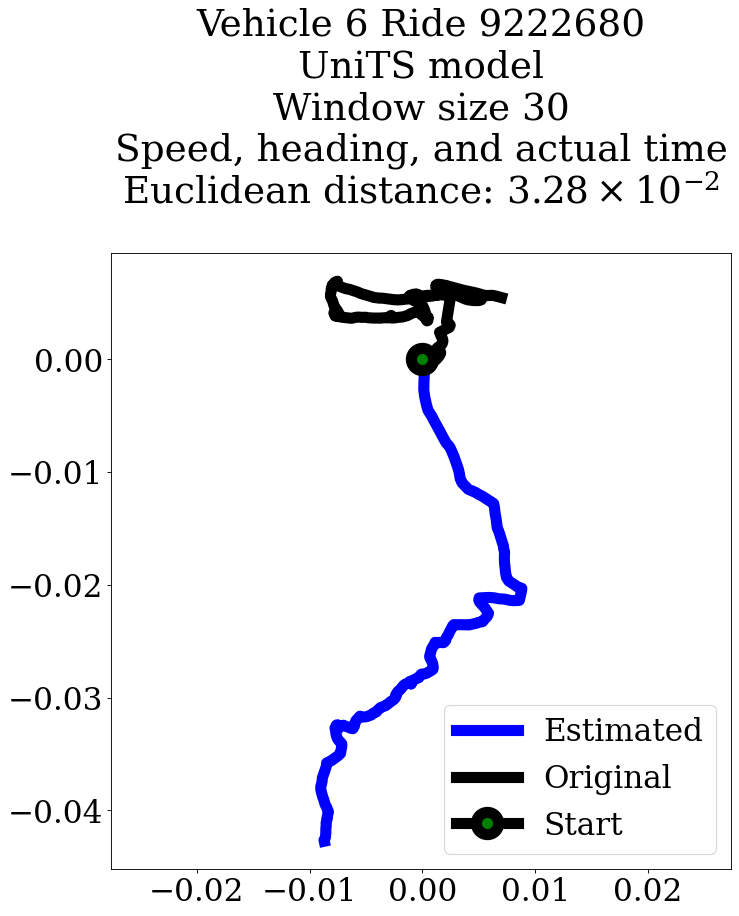 Vehicle 6 Ride 9222680
UniTS model
Window size 30
Speed, heading, and actual time
Euclidean distance: 3.28 × 10⁻²
0.00
−0.01
−0.02
−0.03
−0.04
Estimated
Original
Start
−0.02 −0.01 0.00 0.01 0.02